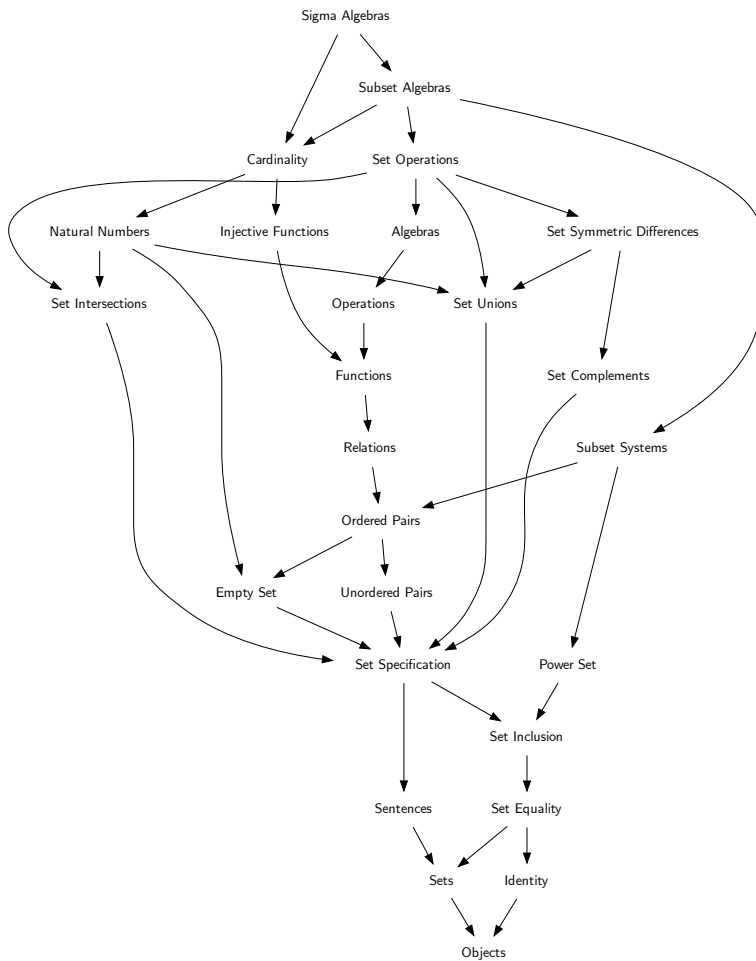 Sigma Algebras
Subset Algebras
Cardinality
Set Operations
Natural Numbers
Injective Functions
Algebras
Set Symmetric Differences
Set Intersections
Operations
Set Unions
Functions
Set Complements
Relations
Subset Systems
Ordered Pairs
Empty Set
Unordered Pairs
Set Specification
Power Set
Set Inclusion
Sentences
Set Equality
Sets
Identity
Objects